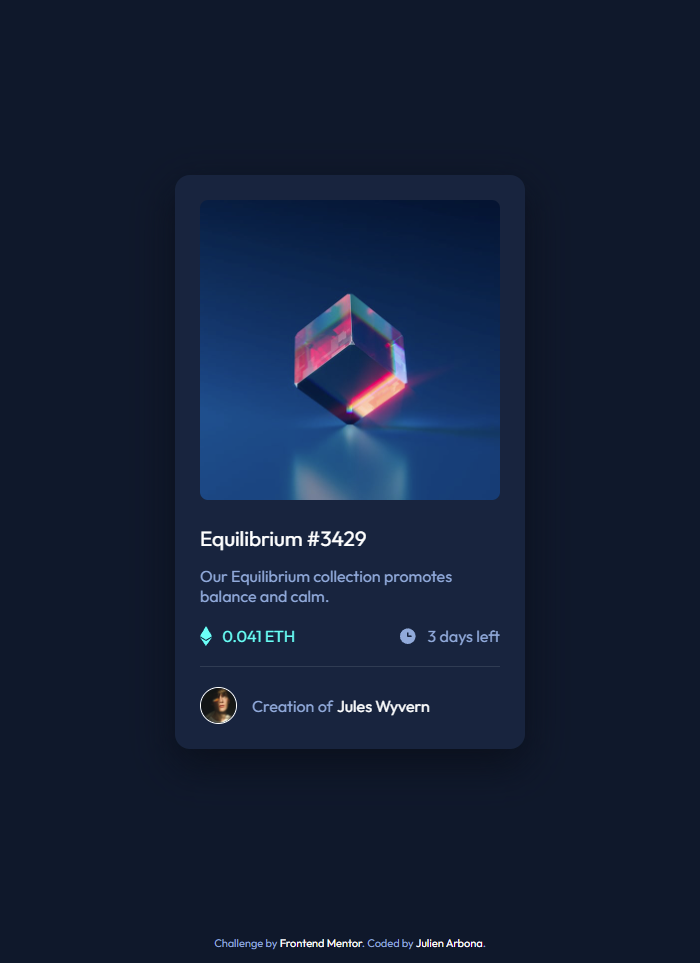 Equilibrium #3429
Our Equilibrium collection promotes
balance and calm.
0.041 ETH
3 days left
Creation of Jules Wyvern
Challenge by Frontend Mentor. Coded by Julien Arbona.